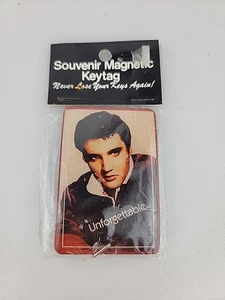 Souvenir Magnetic
Keytag
Never Lose Your Keys Again!
Unforgettable